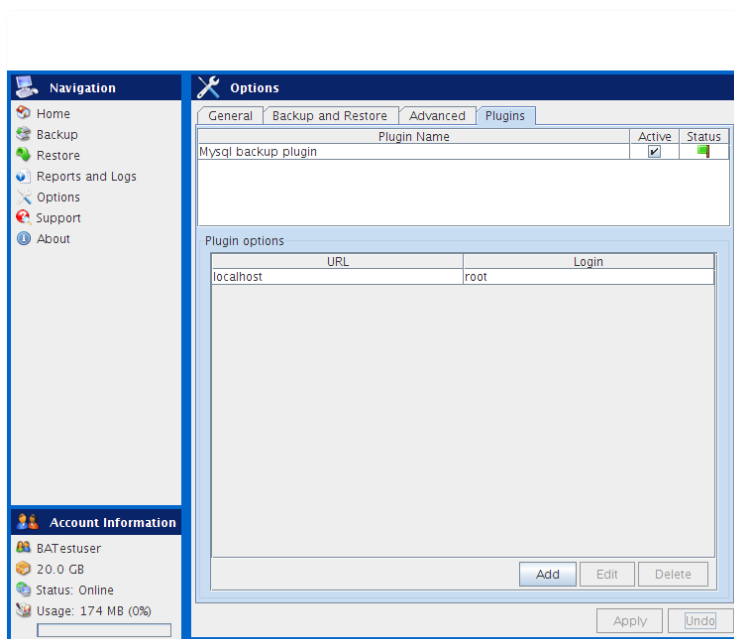 Navigation
Home
Backup
Restore
Reports and Logs
Options
Support
About
Account Information
BATestuser
20.0 GB
Status: Online
Usage: 174 MB (0%)
Options
General Backup and Restore Advanced Plugins
Plugin Name Active Status
Mysql backup plugin
Plugin options
URL Login
localhost root
Add Edit Delete
Apply Undo